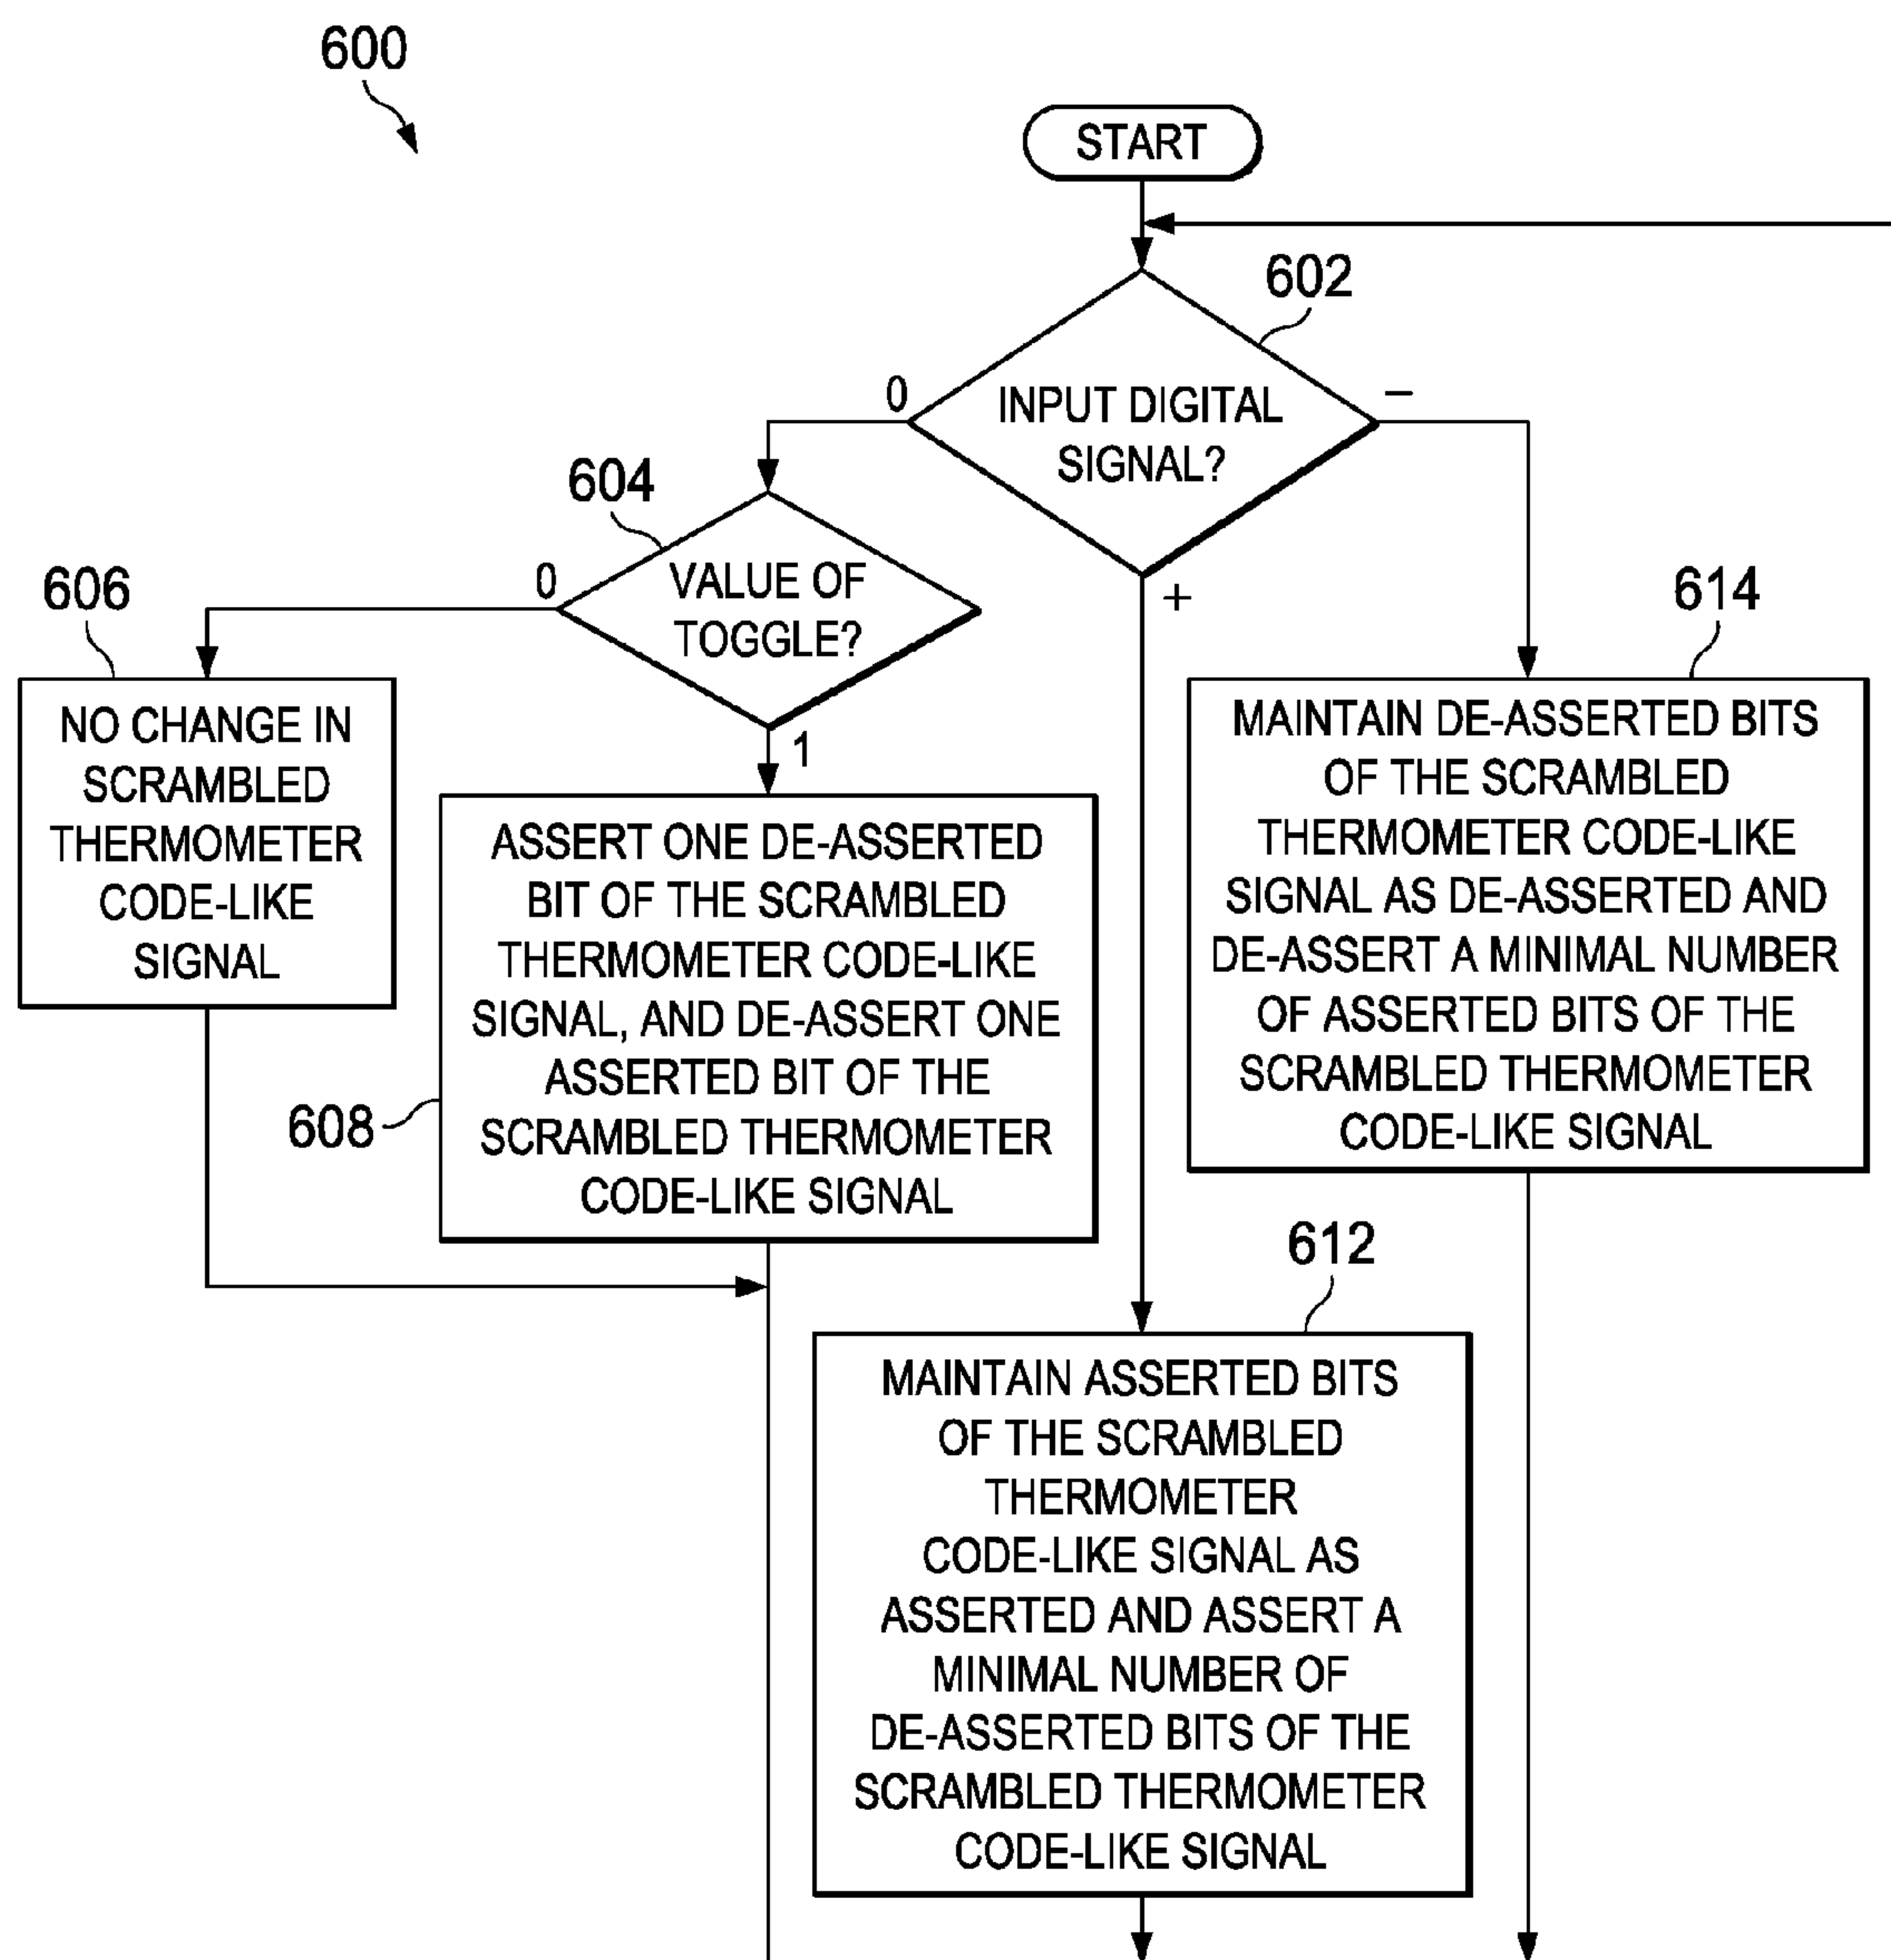 600
START
602
0
INPUT DIGITAL
SIGNAL?
–
+
604
0
VALUE OF
TOGGLE?
1
606
NO CHANGE IN
SCRAMBLED
THERMOMETER
CODE-LIKE
SIGNAL
608
ASSERT ONE DE-ASSERTED
BIT OF THE SCRAMBLED
THERMOMETER CODE-LIKE
SIGNAL, AND DE-ASSERT ONE
ASSERTED BIT OF THE
SCRAMBLED THERMOMETER
CODE-LIKE SIGNAL
614
MAINTAIN DE-ASSERTED BITS
OF THE SCRAMBLED
THERMOMETER CODE-LIKE
SIGNAL AS DE-ASSERTED AND
DE-ASSERT A MINIMAL NUMBER
OF ASSERTED BITS OF THE
SCRAMBLED THERMOMETER
CODE-LIKE SIGNAL
612
MAINTAIN ASSERTED BITS
OF THE SCRAMBLED
THERMOMETER
CODE-LIKE SIGNAL AS
ASSERTED AND ASSERT A
MINIMAL NUMBER OF
DE-ASSERTED BITS OF THE
SCRAMBLED THERMOMETER
CODE-LIKE SIGNAL